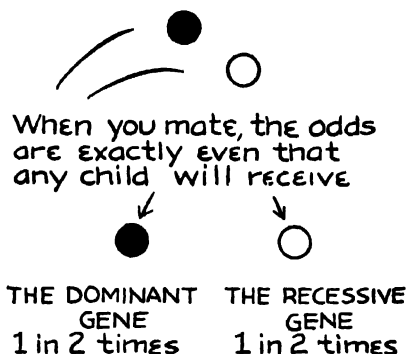 When you mate, the odds
are exactly even that
any child will receive
THE DOMINANT
GENE
1 in 2 times
THE RECESSIVE
GENE
1 in 2 times